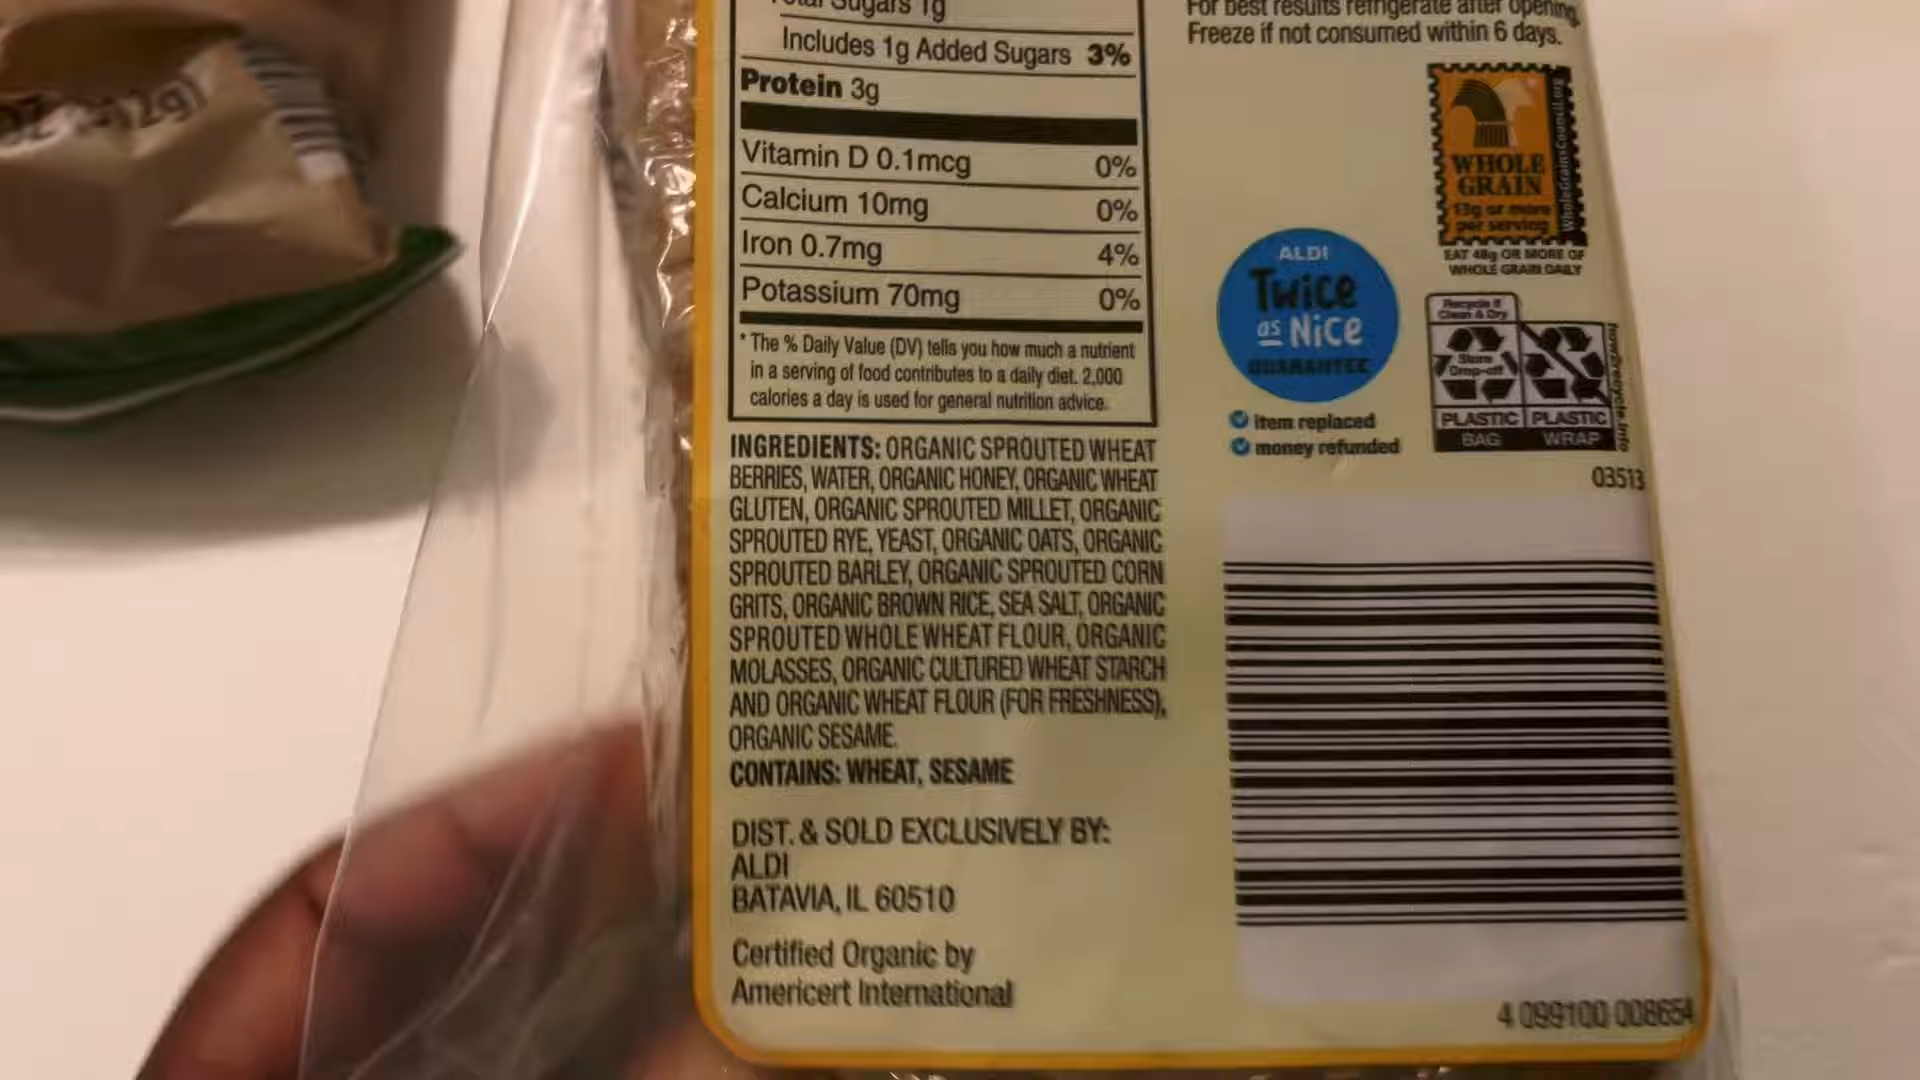 Total Sugars 1g
Includes 1g Added Sugars 3%
Protein 3g
Vitamin D 0.1mcg 0%
Calcium 10mg 0%
Iron 0.7mg 4%
Potassium 70mg 0%
* The % Daily Value (DV) tells you how much a nutrient
in a serving of food contributes to a daily diet. 2,000
calories a day is used for general nutrition advice.
INGREDIENTS: ORGANIC SPROUTED WHEAT
BERRIES, WATER, ORGANIC HONEY, ORGANIC WHEAT
GLUTEN, ORGANIC SPROUTED MILLET, ORGANIC
SPROUTED RYE, YEAST, ORGANIC OATS, ORGANIC
SPROUTED BARLEY, ORGANIC SPROUTED CORN
GRITS, ORGANIC BROWN RICE, SEA SALT, ORGANIC
SPROUTED WHOLE WHEAT FLOUR, ORGANIC
MOLASSES, ORGANIC CULTURED WHEAT STARCH
AND ORGANIC WHEAT FLOUR (FOR FRESHNESS),
ORGANIC SESAME.
CONTAINS: WHEAT, SESAME
DIST. & SOLD EXCLUSIVELY BY:
ALDI
BATAVIA, IL 60510
Certified Organic by
Americert International
For best results refrigerate after opening.
Freeze if not consumed within 6 days.
WHOLE
GRAIN
13g or more
per serving
WholeGrainsCouncil.org
EAT 48g OR MORE OF
WHOLE GRAIN DAILY
ALDI
Twice
as Nice
GUARANTEE
item replaced
money refunded
Recycle if
Clean & Dry
Store
Drop-off
PLASTIC PLASTIC
BAG WRAP
how2recycle.info
03513
4 099100 008654